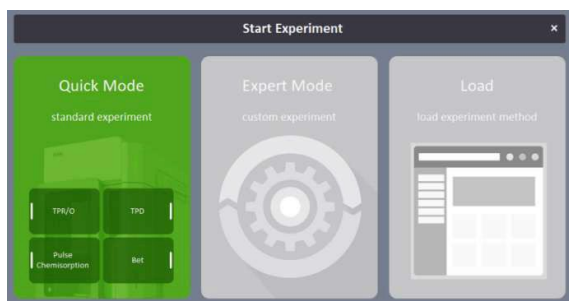 Start Experiment ×
Quick Mode
standard experiment
TPR/O
TPD
Pulse
Chemisorption
Bet
Expert Mode
custom experiment
Load
load experiment method